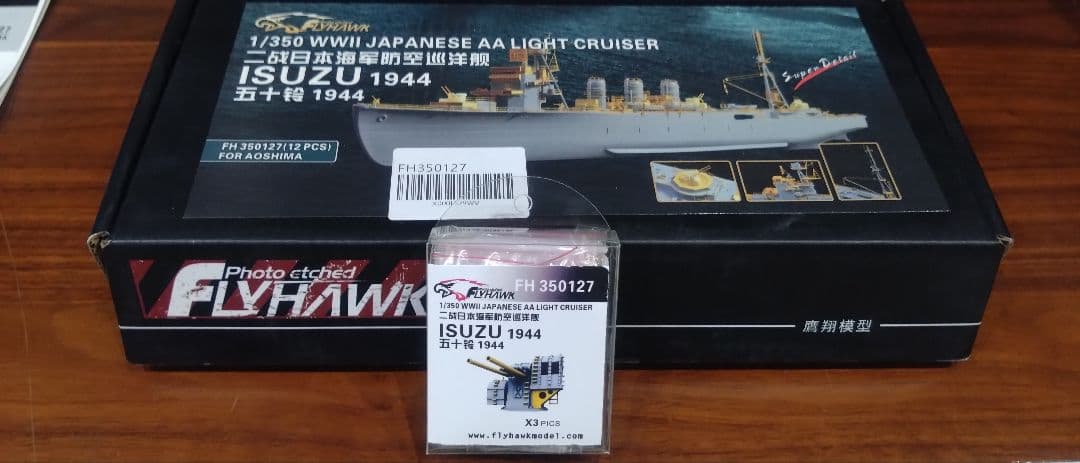 FLYHAWK
1/350 WWII JAPANESE AA LIGHT CRUISER
二战日本海军防空巡洋舰
ISUZU 1944
五十铃 1944
Super Detail
FH 350127(12 PCS)
FOR AOSHIMA
FH350127
Photo etched
FLYHAWK
鹰翔模型
FLYHAWK
FH 350127
1/350 WWII JAPANESE AA LIGHT CRUISER
二战日本海军防空巡洋舰
ISUZU 1944
五十铃 1944
X3 PICS
www.flyhawkmodel.com